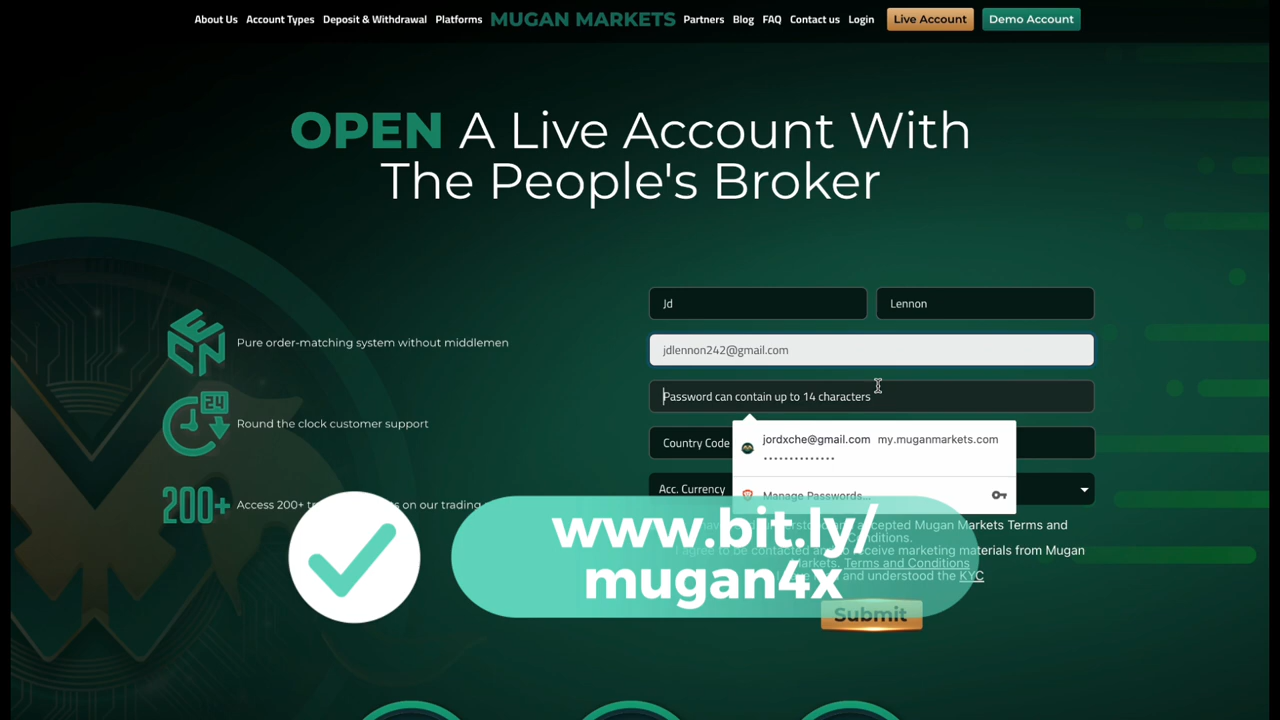 About Us Account Types Deposit & Withdrawal Platforms MUGAN MARKETS Partners Blog FAQ Contact us Login Live Account Demo Account
OPEN A Live Account With
The People's Broker
Jd Lennon
jdlennon242@gmail.com
Password can contain up to 14 characters
Country Code
jordxche@gmail.com my.muganmarkets.com
Manage Passwords...
Acc. Currency
ECN Pure order-matching system without middlemen
24 Round the clock customer support
200+ Access 200+ on our trading
accepted Mugan Markets Terms and
Conditions.
I agree to be contacted receive marketing materials from Mugan
Markets. Terms and Conditions
and understood the KYC
Submit
www.bit.ly/
mugan4x